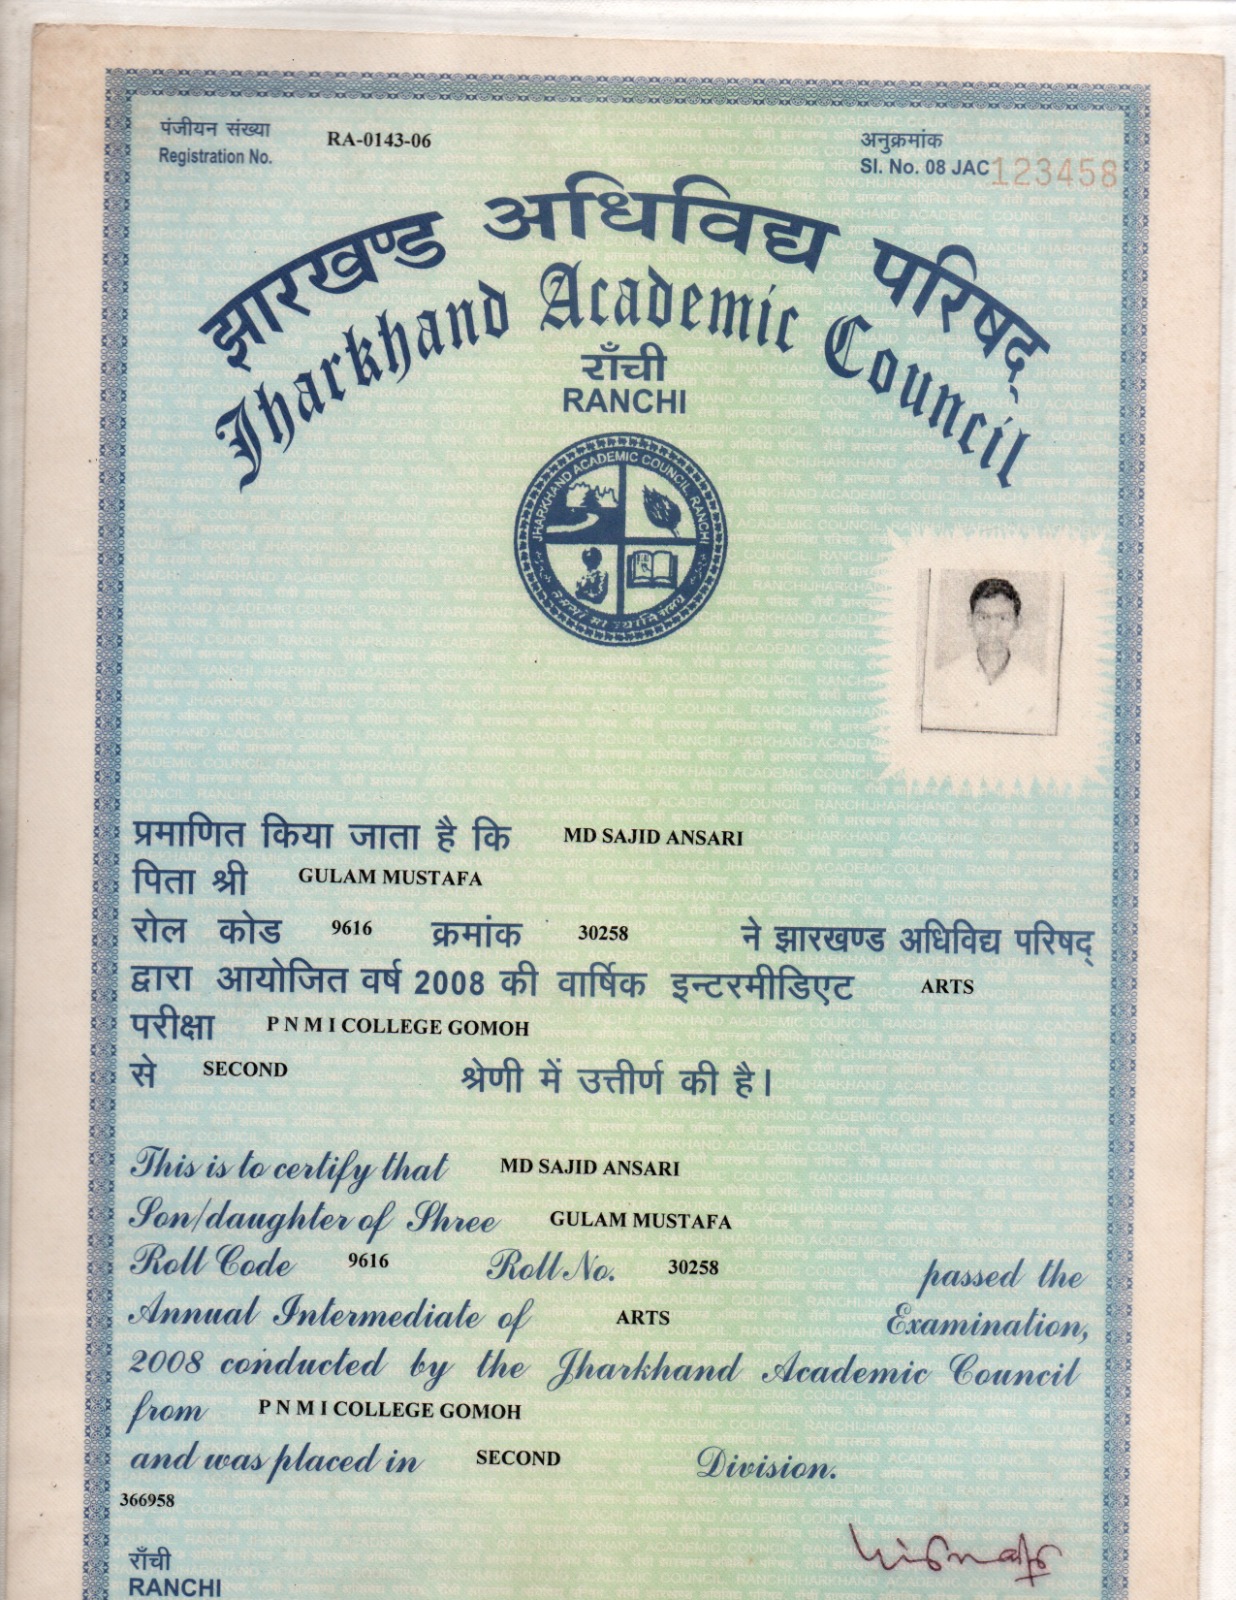 पंजीयन संख्या
Registration No. RA-0143-06
अनुक्रमांक
Sl. No. 08 JAC 123458
झारखण्ड अधिविद्य परिषद्
Jharkhand Academic Council
राँची
RANCHI
JHARKHAND ACADEMIC COUNCIL, RANCHI
प्रमाणित किया जाता है कि MD SAJID ANSARI
पिता श्री GULAM MUSTAFA
रोल कोड 9616 क्रमांक 30258 ने झारखण्ड अधिविद्य परिषद्
द्वारा आयोजित वर्ष 2008 की वार्षिक इन्टरमीडिएट ARTS
परीक्षा P N M I COLLEGE GOMOH
से SECOND श्रेणी में उत्तीर्ण की है।
This is to certify that MD SAJID ANSARI
Son/daughter of Shree GULAM MUSTAFA
Roll Code 9616 Roll No. 30258 passed the
Annual Intermediate of ARTS Examination,
2008 conducted by the Jharkhand Academic Council
from P N M I COLLEGE GOMOH
and was placed in SECOND Division.
366958
राँची
RANCHI